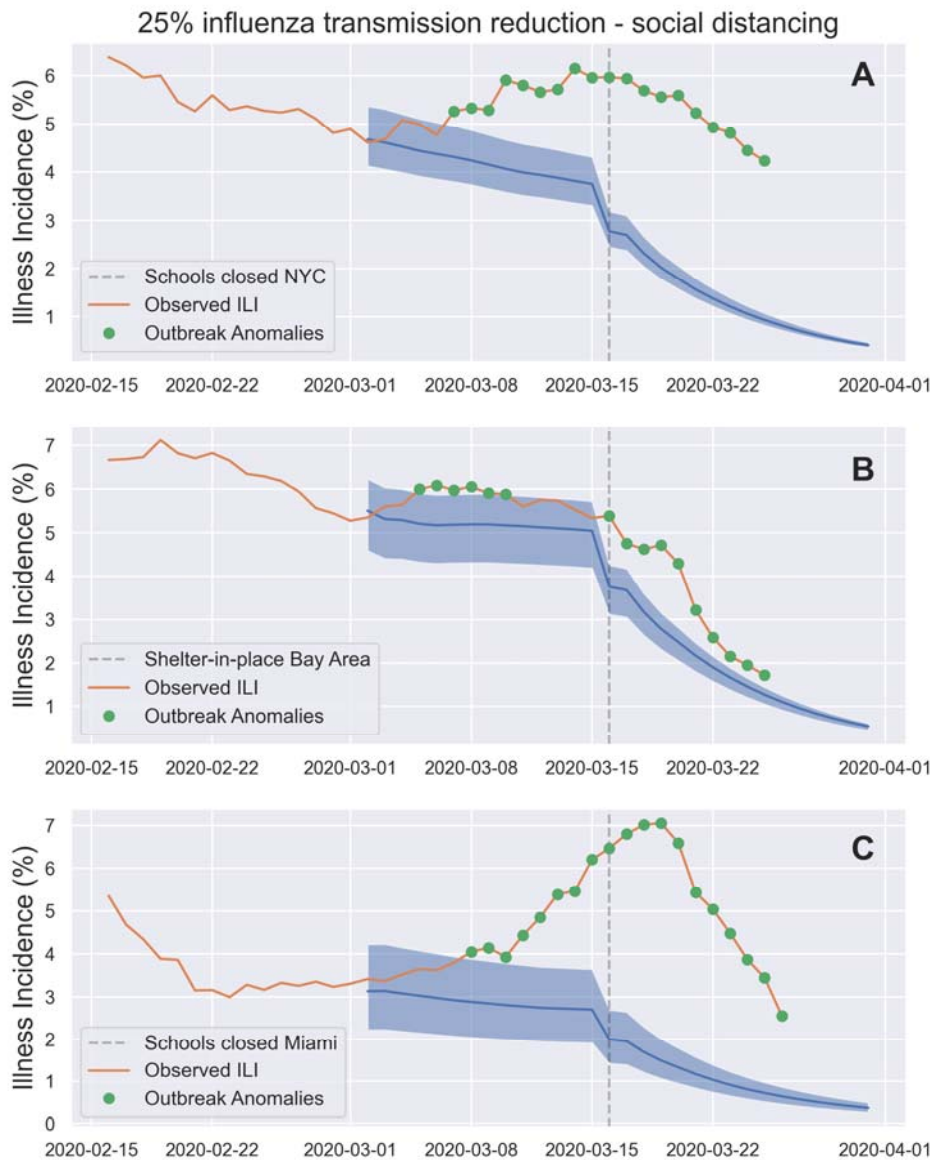 25% influenza transmission reduction - social distancing
A
Illness Incidence (%)
6
5
4
3
2
1
Schools closed NYC
Observed ILI
Outbreak Anomalies
2020-02-15 2020-02-22 2020-03-01 2020-03-08 2020-03-15 2020-03-22 2020-04-01
B
Illness Incidence (%)
7
6
5
4
3
2
1
Shelter-in-place Bay Area
Observed ILI
Outbreak Anomalies
2020-02-15 2020-02-22 2020-03-01 2020-03-08 2020-03-15 2020-03-22 2020-04-01
C
Illness Incidence (%)
7
6
5
4
3
2
1
0
Schools closed Miami
Observed ILI
Outbreak Anomalies
2020-02-15 2020-02-22 2020-03-01 2020-03-08 2020-03-15 2020-03-22 2020-04-01